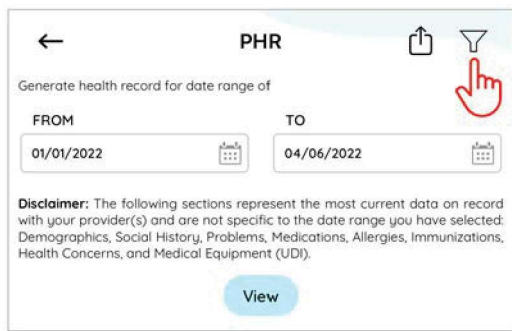 PHR
Generate health record for date range of
FROM
TO
01/01/2022
04/06/2022
Disclaimer: The following sections represent the most current data on record
with your provider(s) and are not specific to the date range you have selected:
Demographics, Social History, Problems, Medications, Allergies, Immunizations,
Health Concerns, and Medical Equipment (UDI).
View